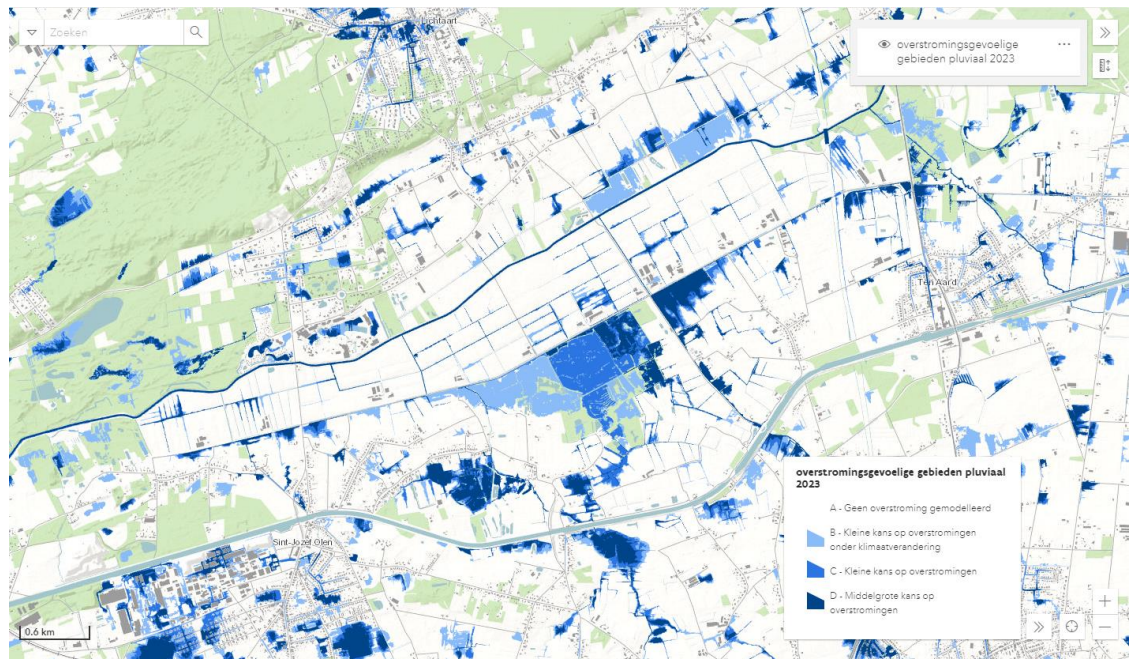 Zoeken
Lichtaart
overstromingsgevoelige
gebieden pluviaal 2023
Ten Aard
Sint-Jozef Olen
overstromingsgevoelige gebieden pluviaal
2023
A - Geen overstroming gemodelleerd
B - Kleine kans op overstromingen
onder klimaatverandering
C - Kleine kans op overstromingen
D - Middelgrote kans op
overstromingen
0.6 km